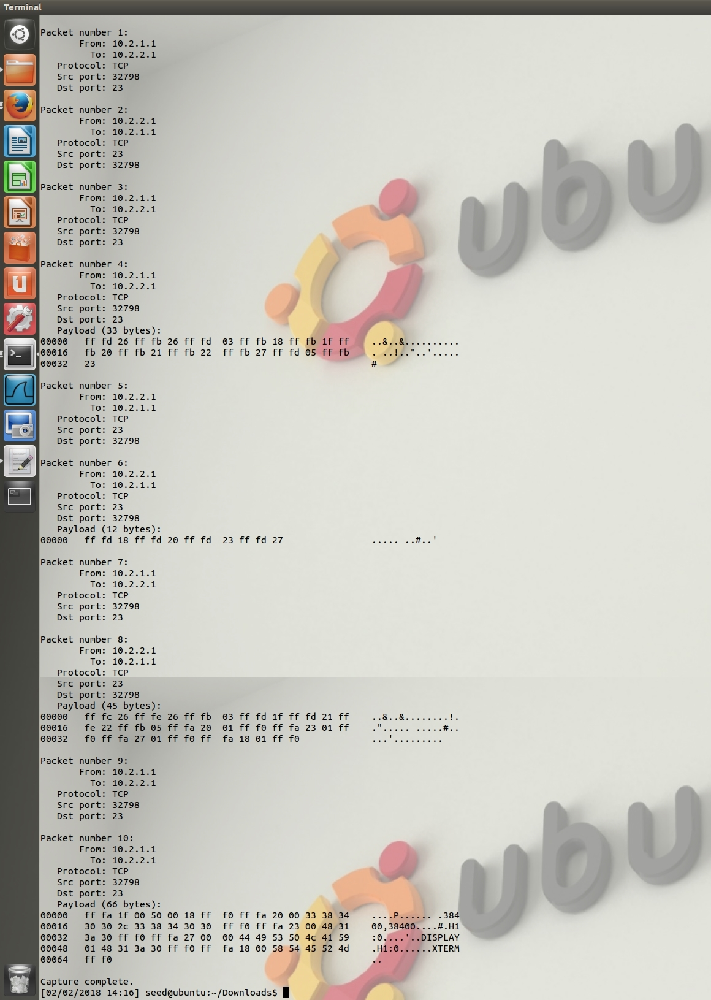 Terminal
Packet number 1:
From: 10.2.1.1
To: 10.2.2.1
Protocol: TCP
Src port: 32798
Dst port: 23
Packet number 2:
From: 10.2.2.1
To: 10.2.1.1
Protocol: TCP
Src port: 23
Dst port: 32798
Packet number 3:
From: 10.2.1.1
To: 10.2.2.1
Protocol: TCP
Src port: 32798
Dst port: 23
Packet number 4:
From: 10.2.1.1
To: 10.2.2.1
Protocol: TCP
Src port: 32798
Dst port: 23
Payload (33 bytes):
00000 ff fd 26 ff fb 26 ff fd 03 ff fb 18 ff fb 1f ff ..&..&..........
00016 fb 20 ff fb 21 ff fb 22 ff fb 27 ff fd 05 ff fb . ..!.."..'.....
00032 23 #
Packet number 5:
From: 10.2.2.1
To: 10.2.1.1
Protocol: TCP
Src port: 23
Dst port: 32798
Packet number 6:
From: 10.2.2.1
To: 10.2.1.1
Protocol: TCP
Src port: 23
Dst port: 32798
Payload (12 bytes):
00000 ff fd 18 ff fd 20 ff fd 23 ff fd 27 ..... ..#..'
Packet number 7:
From: 10.2.1.1
To: 10.2.2.1
Protocol: TCP
Src port: 32798
Dst port: 23
Packet number 8:
From: 10.2.2.1
To: 10.2.1.1
Protocol: TCP
Src port: 23
Dst port: 32798
Payload (45 bytes):
00000 ff fc 26 ff fe 26 ff fb 03 ff fd 1f ff fd 21 ff ..&..&........!.
00016 fe 22 ff fb 05 ff fa 20 01 ff f0 ff fa 23 01 ff ."..... .....#..
00032 f0 ff fa 27 01 ff f0 ff fa 18 01 ff f0 ...'.........
Packet number 9:
From: 10.2.1.1
To: 10.2.2.1
Protocol: TCP
Src port: 32798
Dst port: 23
Packet number 10:
From: 10.2.1.1
To: 10.2.2.1
Protocol: TCP
Src port: 32798
Dst port: 23
Payload (66 bytes):
00000 ff fa 1f 00 50 00 18 ff f0 ff fa 20 00 33 38 34 ....P...... .384
00016 30 30 2c 33 38 34 30 30 ff f0 ff fa 23 00 48 31 00,38400....#.H1
00032 3a 30 ff f0 ff fa 27 00 00 44 49 53 50 4c 41 59 :0....'..DISPLAY
00048 01 48 31 3a 30 ff f0 ff fa 18 00 58 54 45 52 4d .H1:0......XTERM
00064 ff f0 ..
Capture complete.
[02/02/2018 14:16] seed@ubuntu:~/Downloads$
ubu
ubu